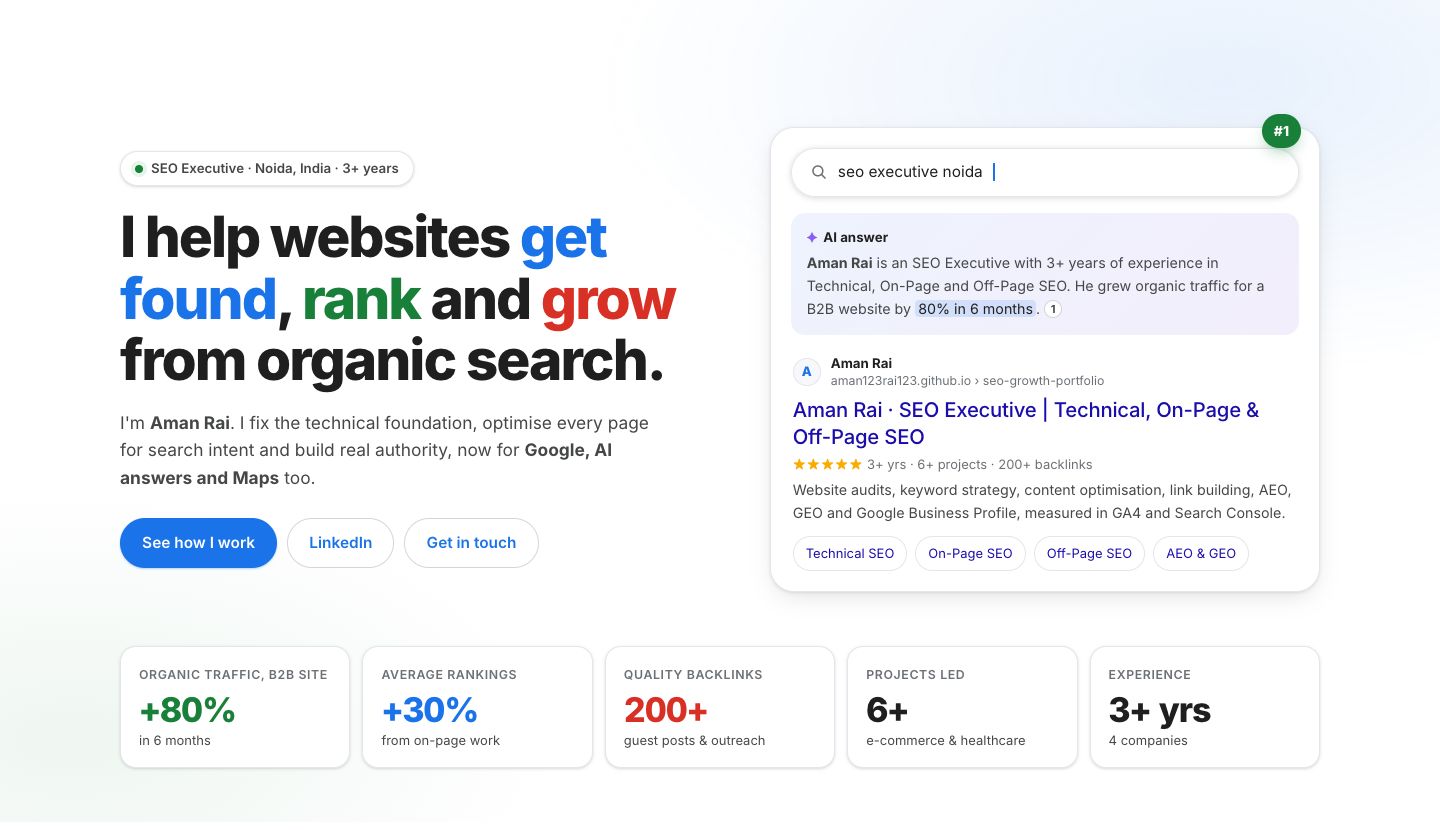 SEO Executive · Noida, India · 3+ years
I help websites get
found, rank and grow
from organic search.
I'm Aman Rai. I fix the technical foundation, optimise every page
for search intent and build real authority, now for Google, AI
answers and Maps too.
See how I work
LinkedIn
Get in touch
#1
seo executive noida
AI answer
Aman Rai is an SEO Executive with 3+ years of experience in
Technical, On-Page and Off-Page SEO. He grew organic traffic for a
B2B website by 80% in 6 months. 1
A
Aman Rai
aman123rai123.github.io › seo-growth-portfolio
Aman Rai · SEO Executive | Technical, On-Page &
Off-Page SEO
★★★★★ 3+ yrs · 6+ projects · 200+ backlinks
Website audits, keyword strategy, content optimisation, link building, AEO,
GEO and Google Business Profile, measured in GA4 and Search Console.
Technical SEO
On-Page SEO
Off-Page SEO
AEO & GEO
ORGANIC TRAFFIC, B2B SITE
+80%
in 6 months
AVERAGE RANKINGS
+30%
from on-page work
QUALITY BACKLINKS
200+
guest posts & outreach
PROJECTS LED
6+
e-commerce & healthcare
EXPERIENCE
3+ yrs
4 companies